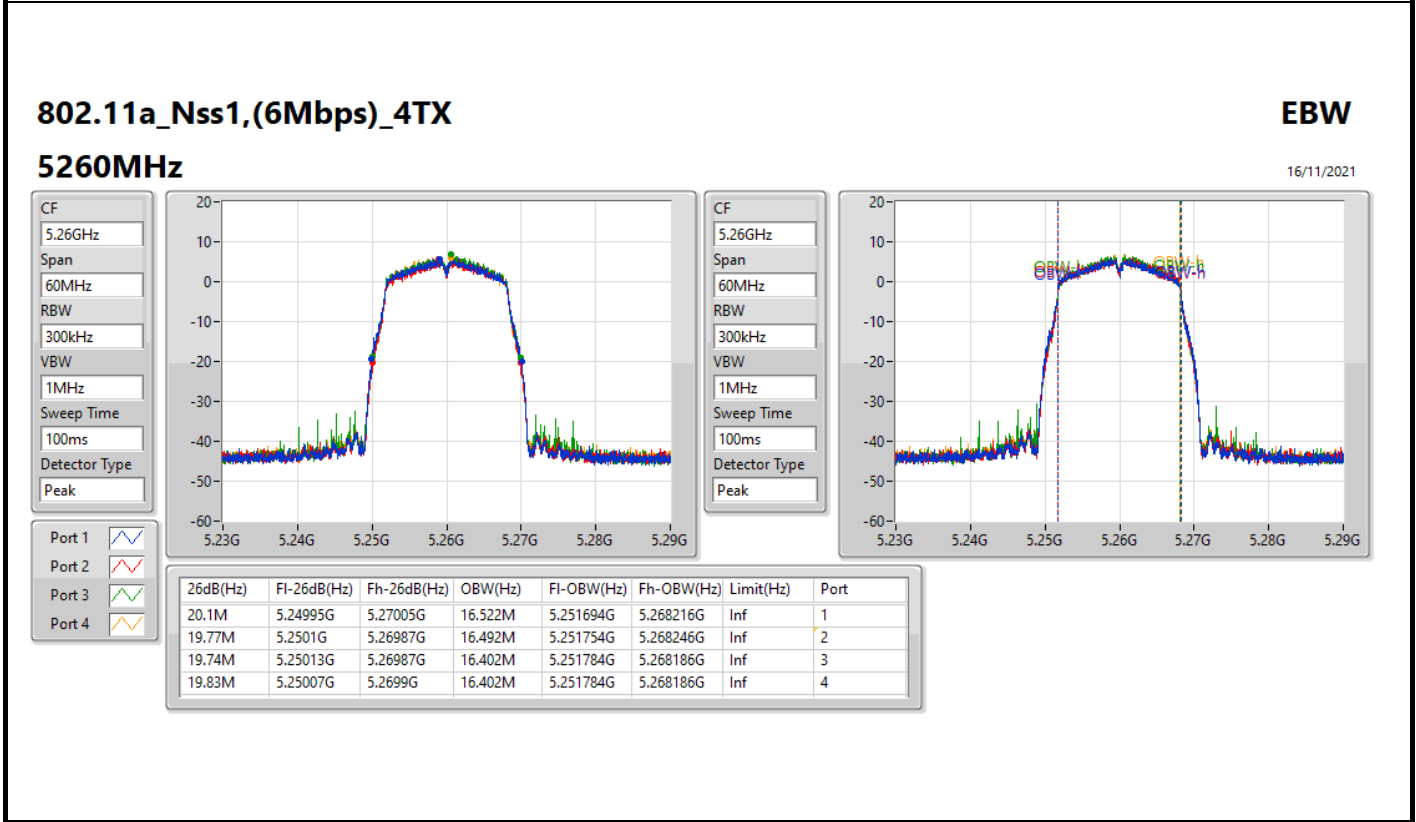 802.11a_Nss1,(6Mbps)_4TX
EBW
5260MHz
16/11/2021
CF
5.26GHz
Span
60MHz
RBW
300kHz
VBW
1MHz
Sweep Time
100ms
Detector Type
Peak
20
10
0
-10
-20
-30
-40
-50
-60
5.23G 5.24G 5.25G 5.26G 5.27G 5.28G 5.29G
CF
5.26GHz
Span
60MHz
RBW
300kHz
VBW
1MHz
Sweep Time
100ms
Detector Type
Peak
20
10
0
-10
-20
-30
-40
-50
-60
5.23G 5.24G 5.25G 5.26G 5.27G 5.28G 5.29G
Port 1
Port 2
Port 3
Port 4
26dB(Hz) Fl-26dB(Hz) Fh-26dB(Hz) OBW(Hz) Fl-OBW(Hz) Fh-OBW(Hz) Limit(Hz) Port
20.1M 5.24995G 5.27005G 16.522M 5.251694G 5.268216G Inf 1
19.77M 5.2501G 5.26987G 16.492M 5.251754G 5.268246G Inf 2
19.74M 5.25013G 5.26987G 16.402M 5.251784G 5.268186G Inf 3
19.83M 5.25007G 5.2699G 16.402M 5.251784G 5.268186G Inf 4